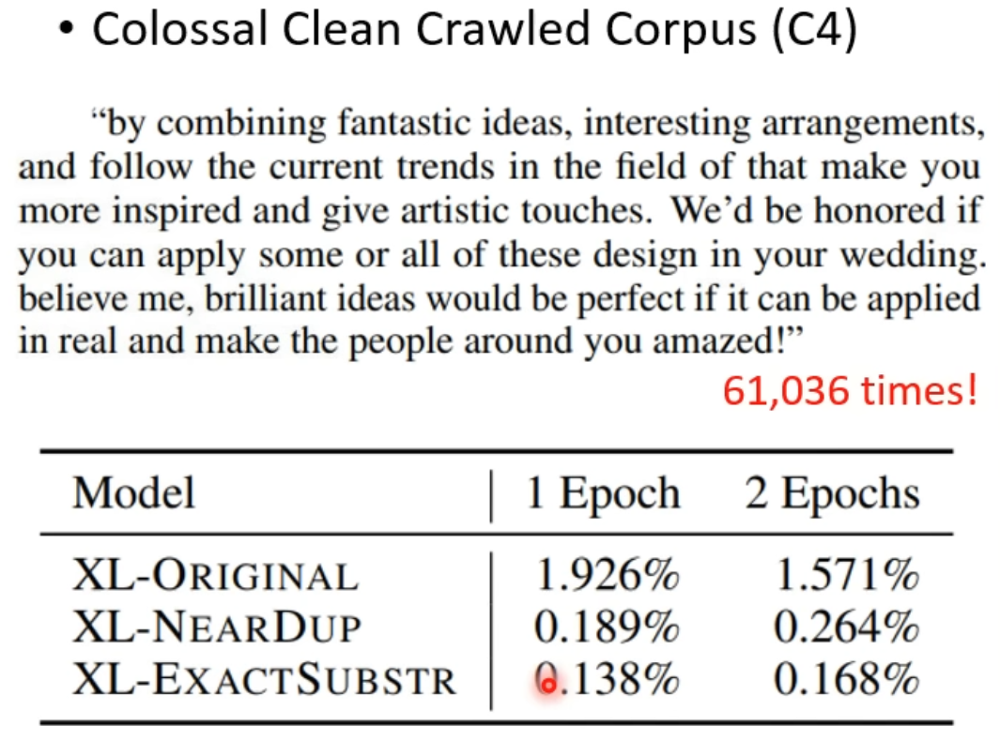 • Colossal Clean Crawled Corpus (C4)
“by combining fantastic ideas, interesting arrangements,
and follow the current trends in the field of that make you
more inspired and give artistic touches. We’d be honored if
you can apply some or all of these design in your wedding.
believe me, brilliant ideas would be perfect if it can be applied
in real and make the people around you amazed!”
61,036 times!
Model 1 Epoch 2 Epochs
XL-ORIGINAL 1.926% 1.571%
XL-NEARDUP 0.189% 0.264%
XL-EXACTSUBSTR 0.138% 0.168%